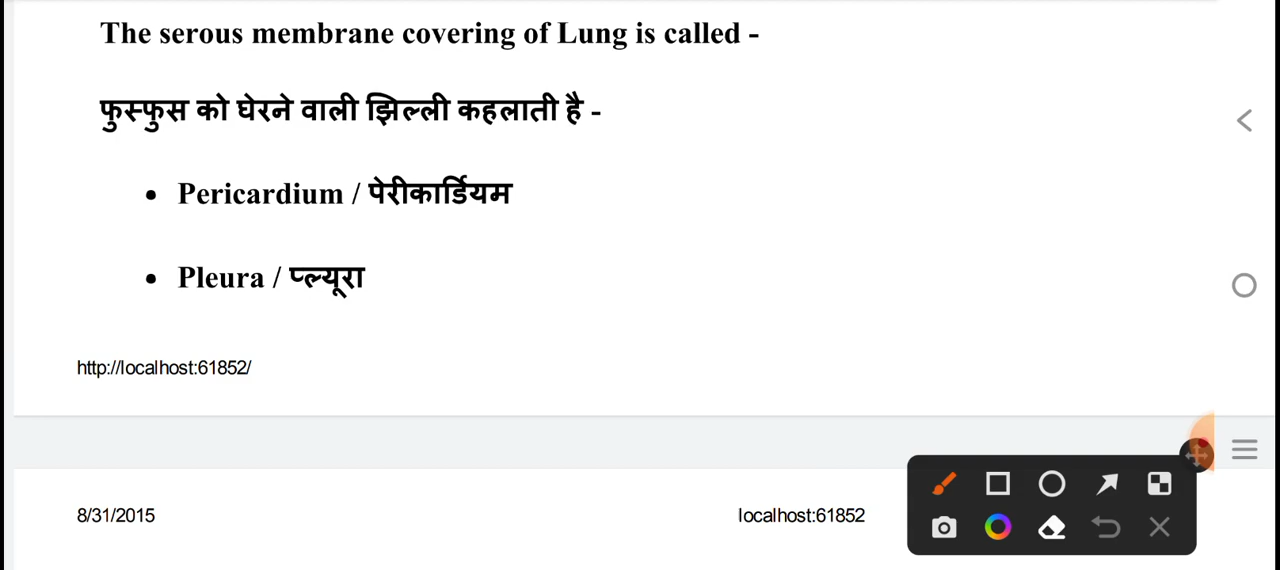 The serous membrane covering of Lung is called -
फुस्फुस को घेरने वाली झिल्ली कहलाती है -
• Pericardium / पेरीकार्डियम
• Pleura / प्ल्यूरा
http://localhost:61852/
8/31/2015 localhost:61852